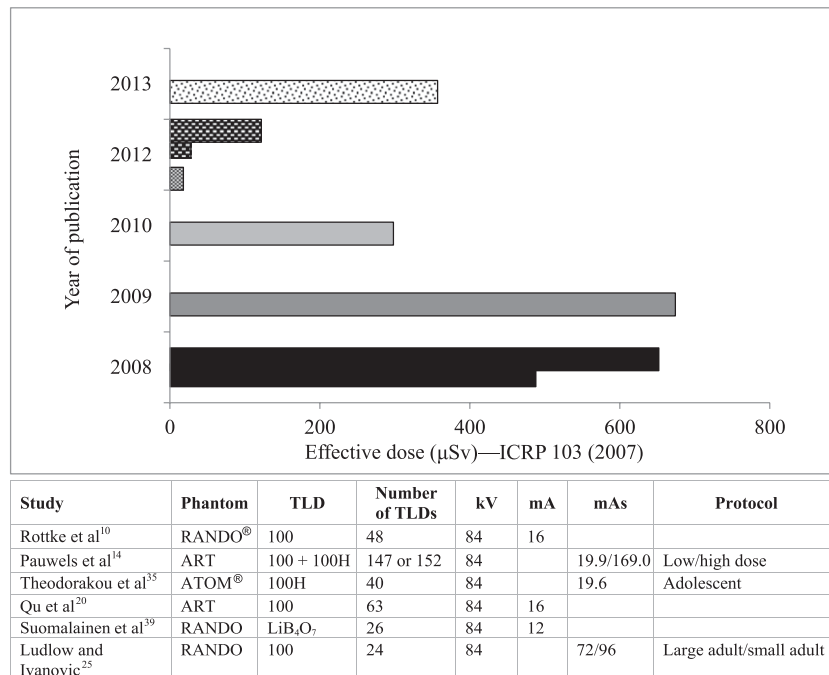 2013
2012
2010
2009
2008
Year of publication
0 200 400 600 800
Effective dose (μSv)—ICRP 103 (2007)
Study Phantom TLD Number of TLDs kV mA mAs Protocol
Rottke et al10 RANDO® 100 48 84 16
Pauwels et al14 ART 100 + 100H 147 or 152 84 19.9/169.0 Low/high dose
Theodorakou et al35 ATOM® 100H 40 84 19.6 Adolescent
Qu et al20 ART 100 63 84 16
Suomalainen et al39 RANDO LiB4O7 26 84 12
Ludlow and RANDO 100 24 84 72/96 Large adult/small adult
Ivanovic25